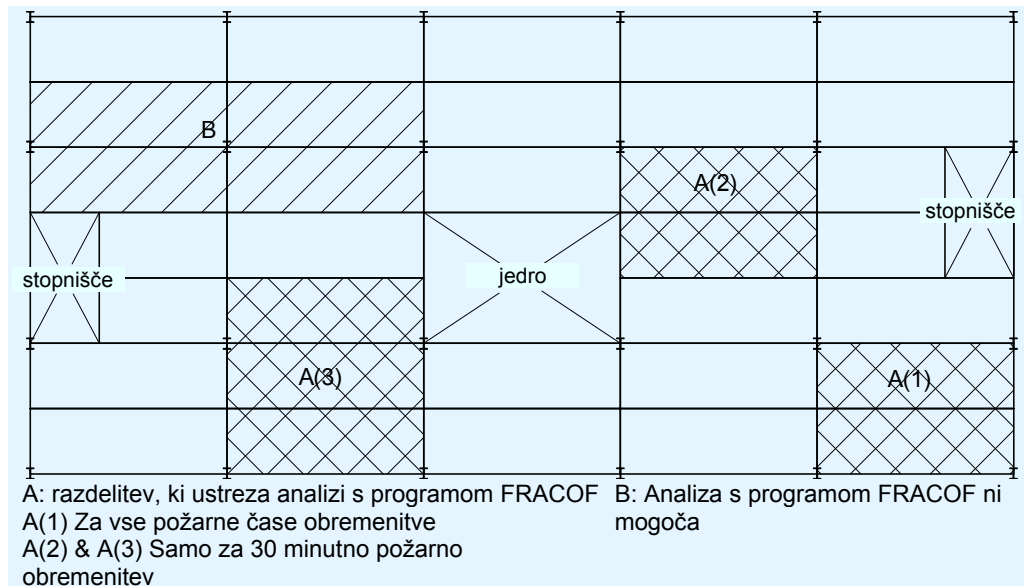 B
A(2)
stopnišče
stopnišče
jedro
A(3)
A(1)
A: razdelitev, ki ustreza analizi s programom FRACOF
A(1) Za vse požarne čase obremenitve
A(2) & A(3) Samo za 30 minutno požarno
obremenitev
B: Analiza s programom FRACOF ni
mogoča